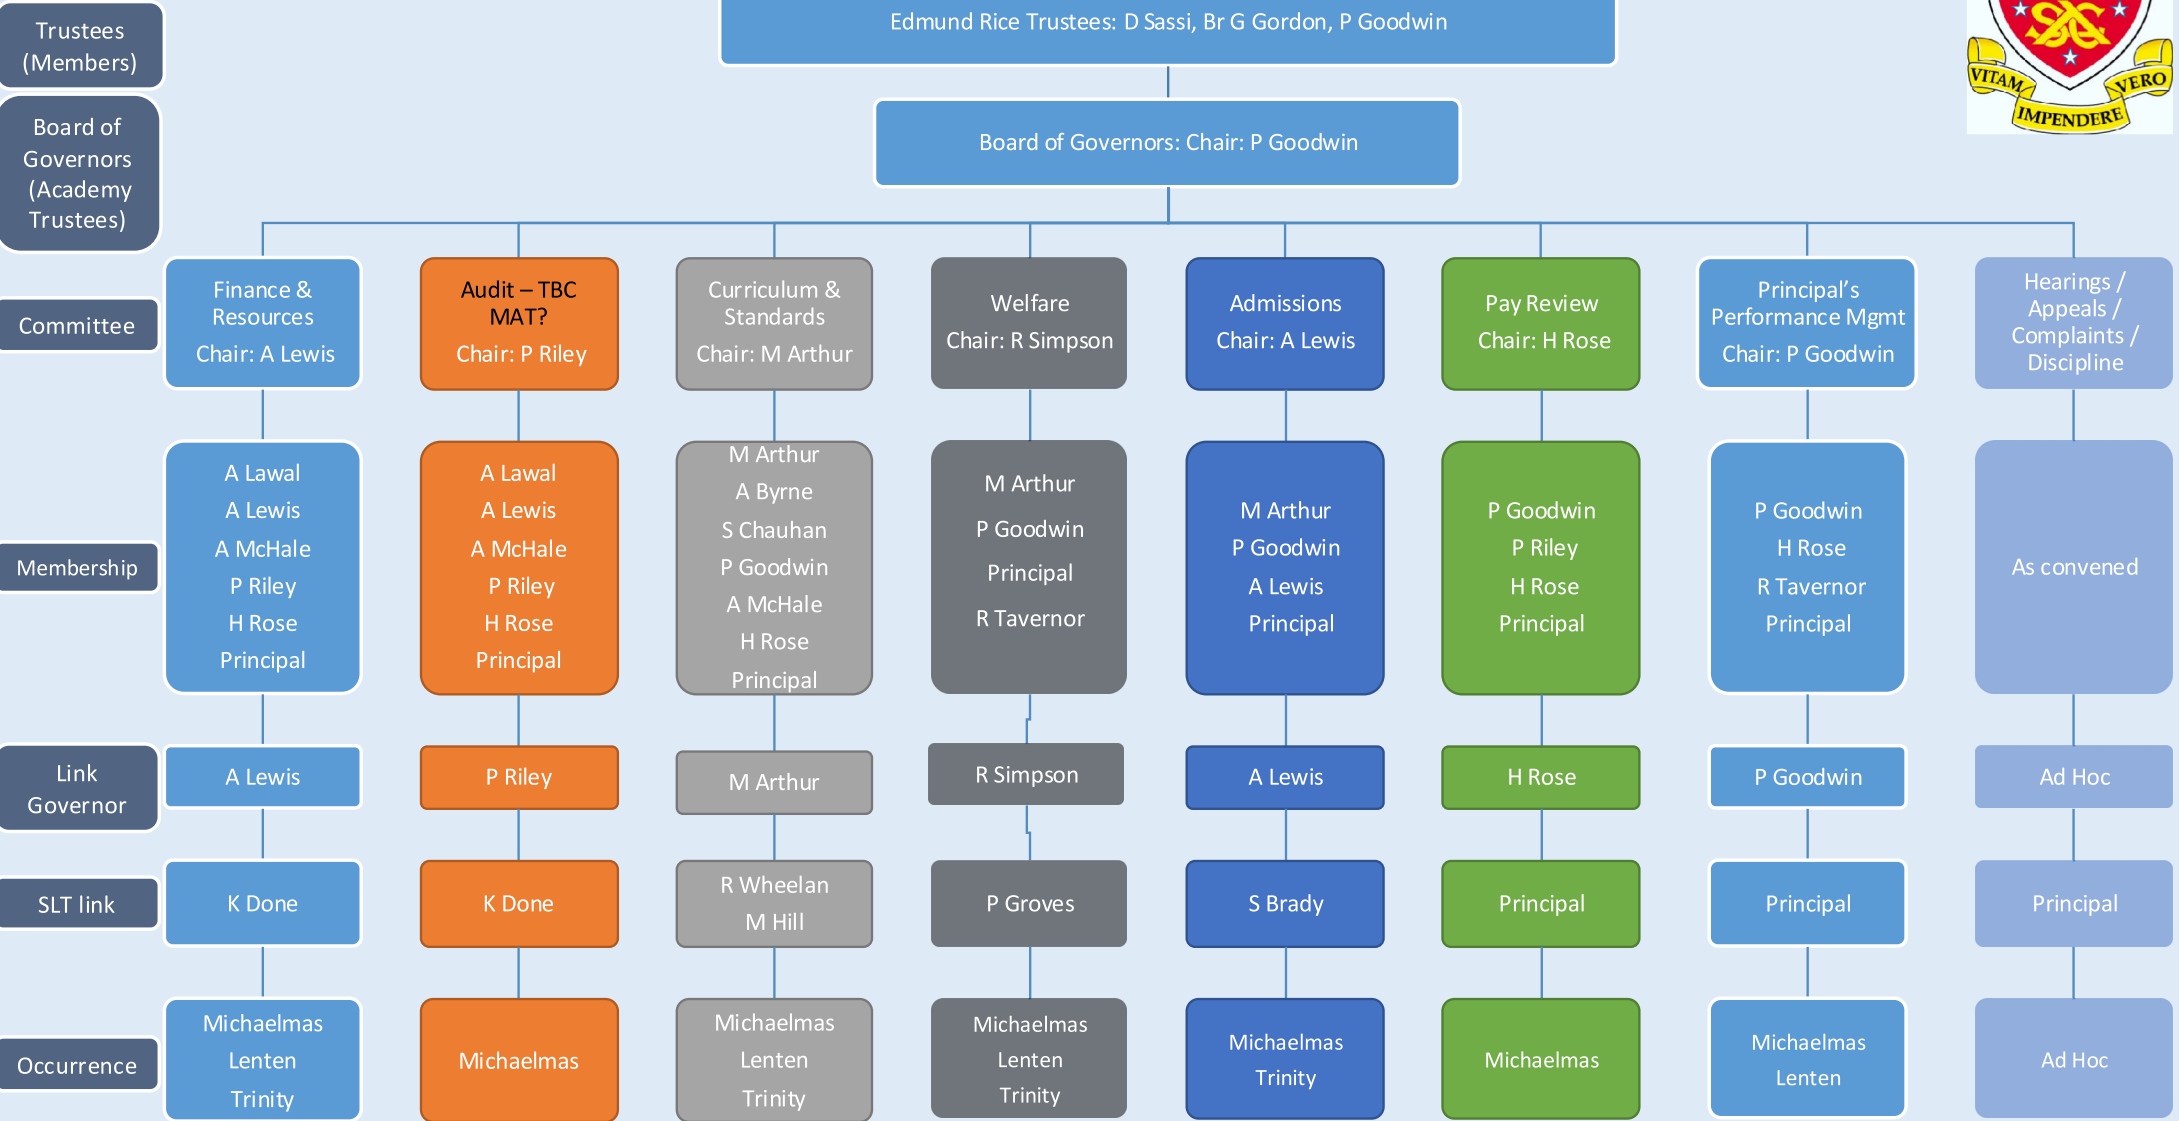 Trustees
(Members)
Edmund Rice Trustees: D Sassi, Br G Gordon, P Goodwin
VITAM
IMPENDERE
VERO
Board of
Governors
(Academy
Trustees)
Board of Governors: Chair: P Goodwin
Committee
Finance &
Resources
Chair: A Lewis
Audit – TBC
MAT?
Chair: P Riley
Curriculum &
Standards
Chair: M Arthur
Welfare
Chair: R Simpson
Admissions
Chair: A Lewis
Pay Review
Chair: H Rose
Principal’s
Performance Mgmt
Chair: P Goodwin
Hearings /
Appeals /
Complaints /
Discipline
Membership
A Lawal
A Lewis
A McHale
P Riley
H Rose
Principal
A Lawal
A Lewis
A McHale
P Riley
H Rose
Principal
M Arthur
A Byrne
S Chauhan
P Goodwin
A McHale
H Rose
Principal
M Arthur
P Goodwin
Principal
R Tavernor
M Arthur
P Goodwin
A Lewis
Principal
P Goodwin
P Riley
H Rose
Principal
P Goodwin
H Rose
R Tavernor
Principal
As convened
Link
Governor
A Lewis
P Riley
M Arthur
R Simpson
A Lewis
H Rose
P Goodwin
Ad Hoc
SLT link
K Done
K Done
R Wheelan
M Hill
P Groves
S Brady
Principal
Principal
Principal
Occurrence
Michaelmas
Lenten
Trinity
Michaelmas
Michaelmas
Lenten
Trinity
Michaelmas
Lenten
Trinity
Michaelmas
Trinity
Michaelmas
Michaelmas
Lenten
Ad Hoc